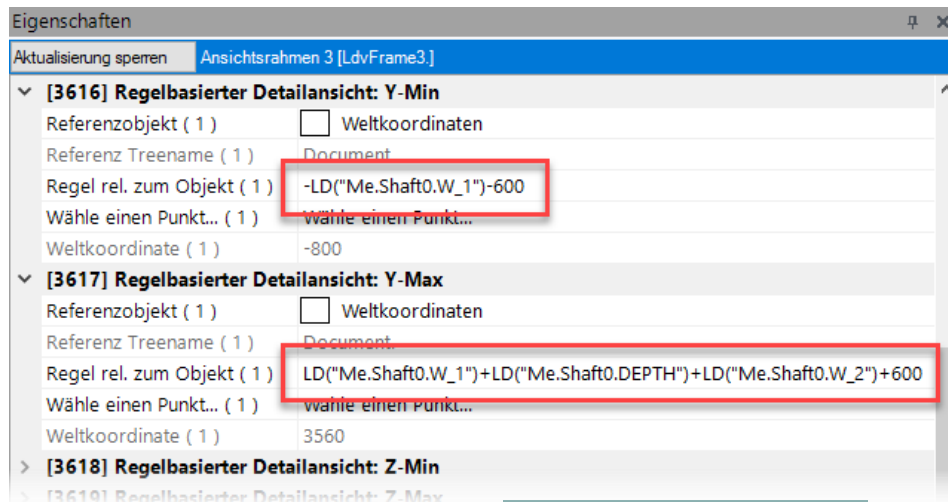 Eigenschaften
Aktualisierung sperren Ansichtsrahmen 3 [LdvFrame3.]
[3616] Regelbasierter Detailansicht: Y-Min
Referenzobjekt ( 1 ) Weltkoordinaten
Referenz Treename ( 1 ) Document.
Regel rel. zum Objekt ( 1 ) -LD("Me.Shaft0.W_1")-600
Wähle einen Punkt... ( 1 ) Wähle einen Punkt...
Weltkoordinate ( 1 ) -800
[3617] Regelbasierter Detailansicht: Y-Max
Referenzobjekt ( 1 ) Weltkoordinaten
Referenz Treename ( 1 ) Document.
Regel rel. zum Objekt ( 1 ) LD("Me.Shaft0.W_1")+LD("Me.Shaft0.DEPTH")+LD("Me.Shaft0.W_2")+600
Wähle einen Punkt... ( 1 ) Wähle einen Punkt...
Weltkoordinate ( 1 ) 3560
[3618] Regelbasierter Detailansicht: Z-Min
[3619] Regelbasierter Detailansicht: Z-Max